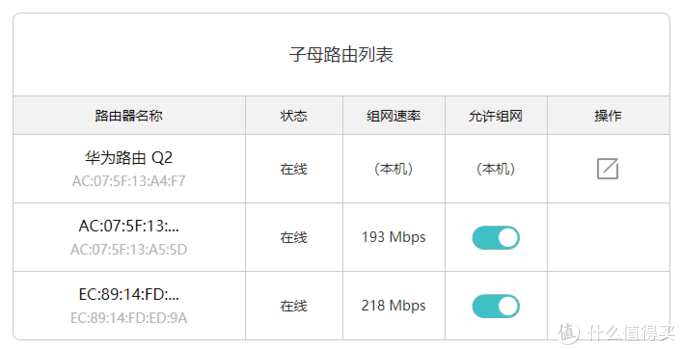 子母路由列表
路由器名称 状态 组网速率 允许组网 操作
华为路由 Q2
AC:07:5F:13:A4:F7
在线 （本机） （本机）
AC:07:5F:13:...
AC:07:5F:13:A5:5D
在线 193 Mbps
EC:89:14:FD:...
EC:89:14:FD:ED:9A
在线 218 Mbps
值 什么值得买